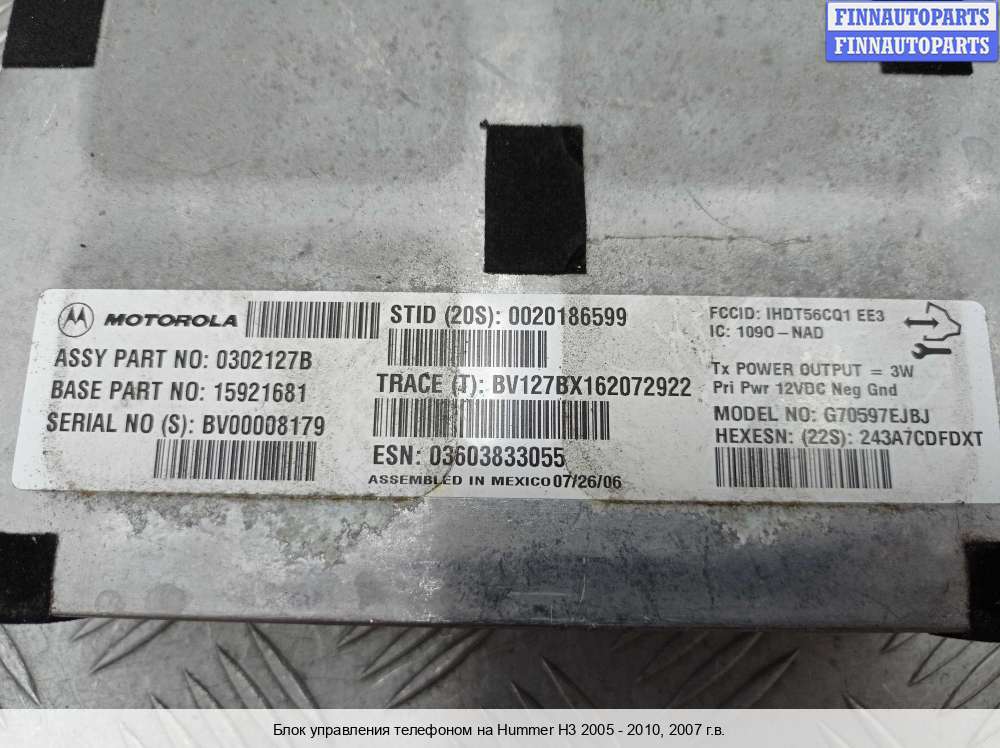 FINNAUTOPARTS
FINNAUTOPARTS
MOTOROLA
ASSY PART NO: 0302127B
BASE PART NO: 15921681
SERIAL NO (S): BV00008179
STID (20S): 0020186599
TRACE (T): BV127BX162072922
ESN: 03603833055
ASSEMBLED IN MEXICO 07/26/06
FCCID: IHDT56CQ1 EE3
IC: 109O-NAD
Tx POWER OUTPUT = 3W
Pri Pwr 12VDC Neg Gnd
MODEL NO: G70597EJBJ
HEXESN: (22S): 243A7CDFDXT
Блок управления телефоном на Hummer H3 2005 - 2010, 2007 г.в.